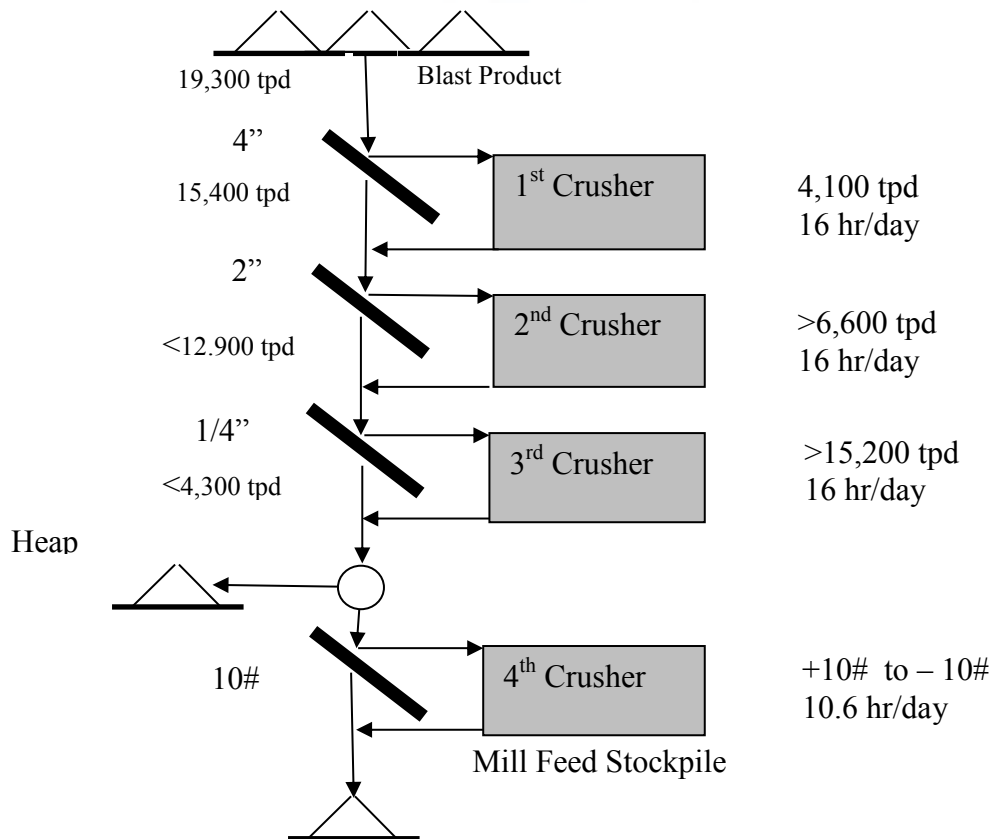 19,300 tpd
Blast Product
4”
15,400 tpd
1st Crusher
4,100 tpd
16 hr/day
2”
<12.900 tpd
2nd Crusher
>6,600 tpd
16 hr/day
1/4”
<4,300 tpd
3rd Crusher
>15,200 tpd
16 hr/day
Heap
10#
4th Crusher
+10# to – 10#
10.6 hr/day
Mill Feed Stockpile